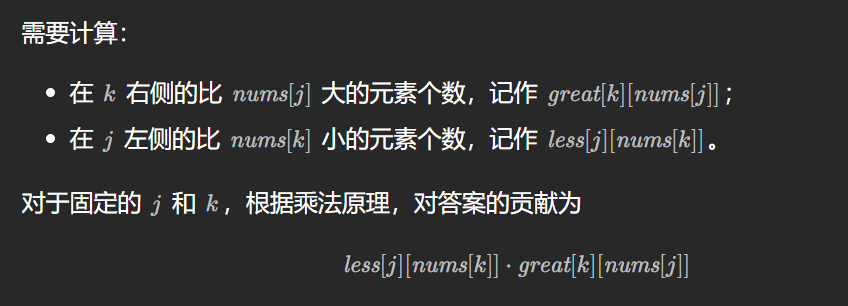 需要计算：
• 在 k 右侧的比 nums[j] 大的元素个数，记作 great[k][nums[j]]；
• 在 j 左侧的比 nums[k] 小的元素个数，记作 less[j][nums[k]]。
对于固定的 j 和 k，根据乘法原理，对答案的贡献为
less[j][nums[k]] · great[k][nums[j]]